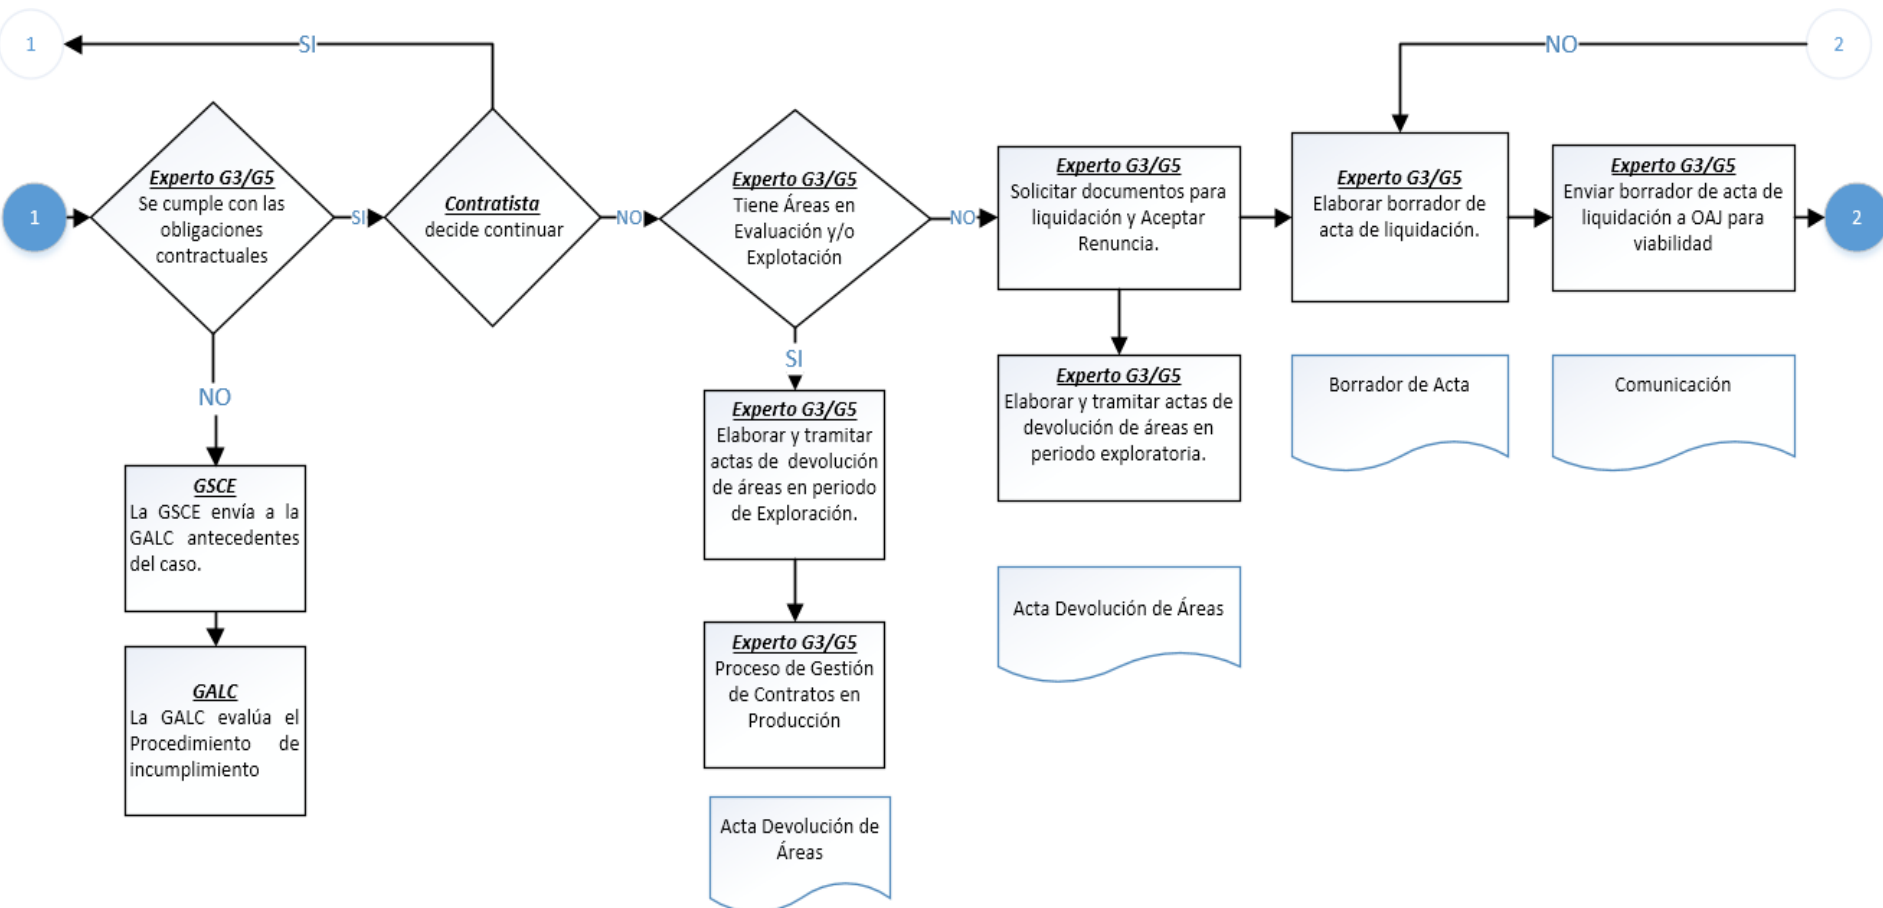 1
SI
NO
2
1
Experto G3/G5
Se cumple con las
obligaciones
contractuales
SI
Contratista
decide continuar
NO
Experto G3/G5
Tiene Áreas en
Evaluación y/o
Explotación
NO
Experto G3/G5
Solicitar documentos para
liquidación y Aceptar
Renuncia.
Experto G3/G5
Elaborar borrador de
acta de liquidación.
Experto G3/G5
Enviar borrador de acta de
liquidación a OAJ para
viabilidad
2
NO
GSCE
La GSCE envía a la
GALC antecedentes
del caso.
GALC
La GALC evalúa el
Procedimiento de
incumplimiento
SI
Experto G3/G5
Elaborar y tramitar
actas de devolución
de áreas en periodo
de Exploración.
Experto G3/G5
Proceso de Gestión
de Contratos en
Producción
Acta Devolución de
Áreas
Experto G3/G5
Elaborar y tramitar actas de
devolución de áreas en
periodo exploratoria.
Acta Devolución de Áreas
Borrador de Acta
Comunicación